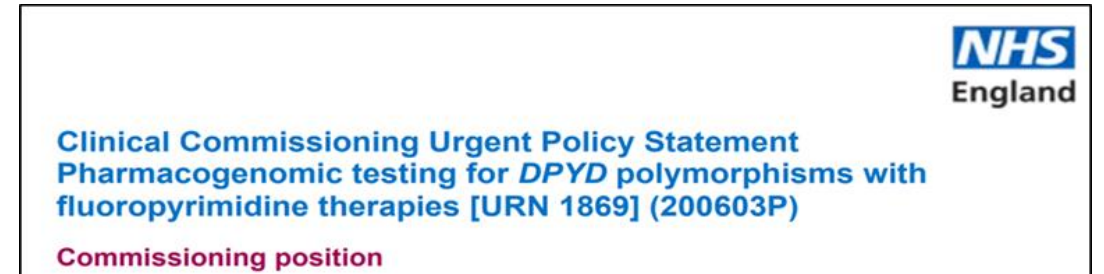 NHS
England
Clinical Commissioning Urgent Policy Statement
Pharmacogenomic testing for DPYD polymorphisms with
fluoropyrimidine therapies [URN 1869] (200603P)
Commissioning position